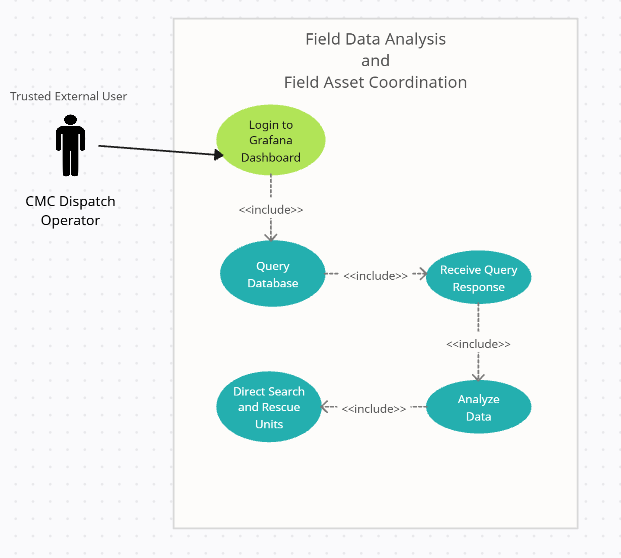 Field Data Analysis
and
Field Asset Coordination
Trusted External User
CMC Dispatch
Operator
Login to
Grafana
Dashboard
<<include>>
Query
Database
<<include>>
Receive Query
Response
<<include>>
Analyze
Data
<<include>>
Direct Search
and Rescue
Units